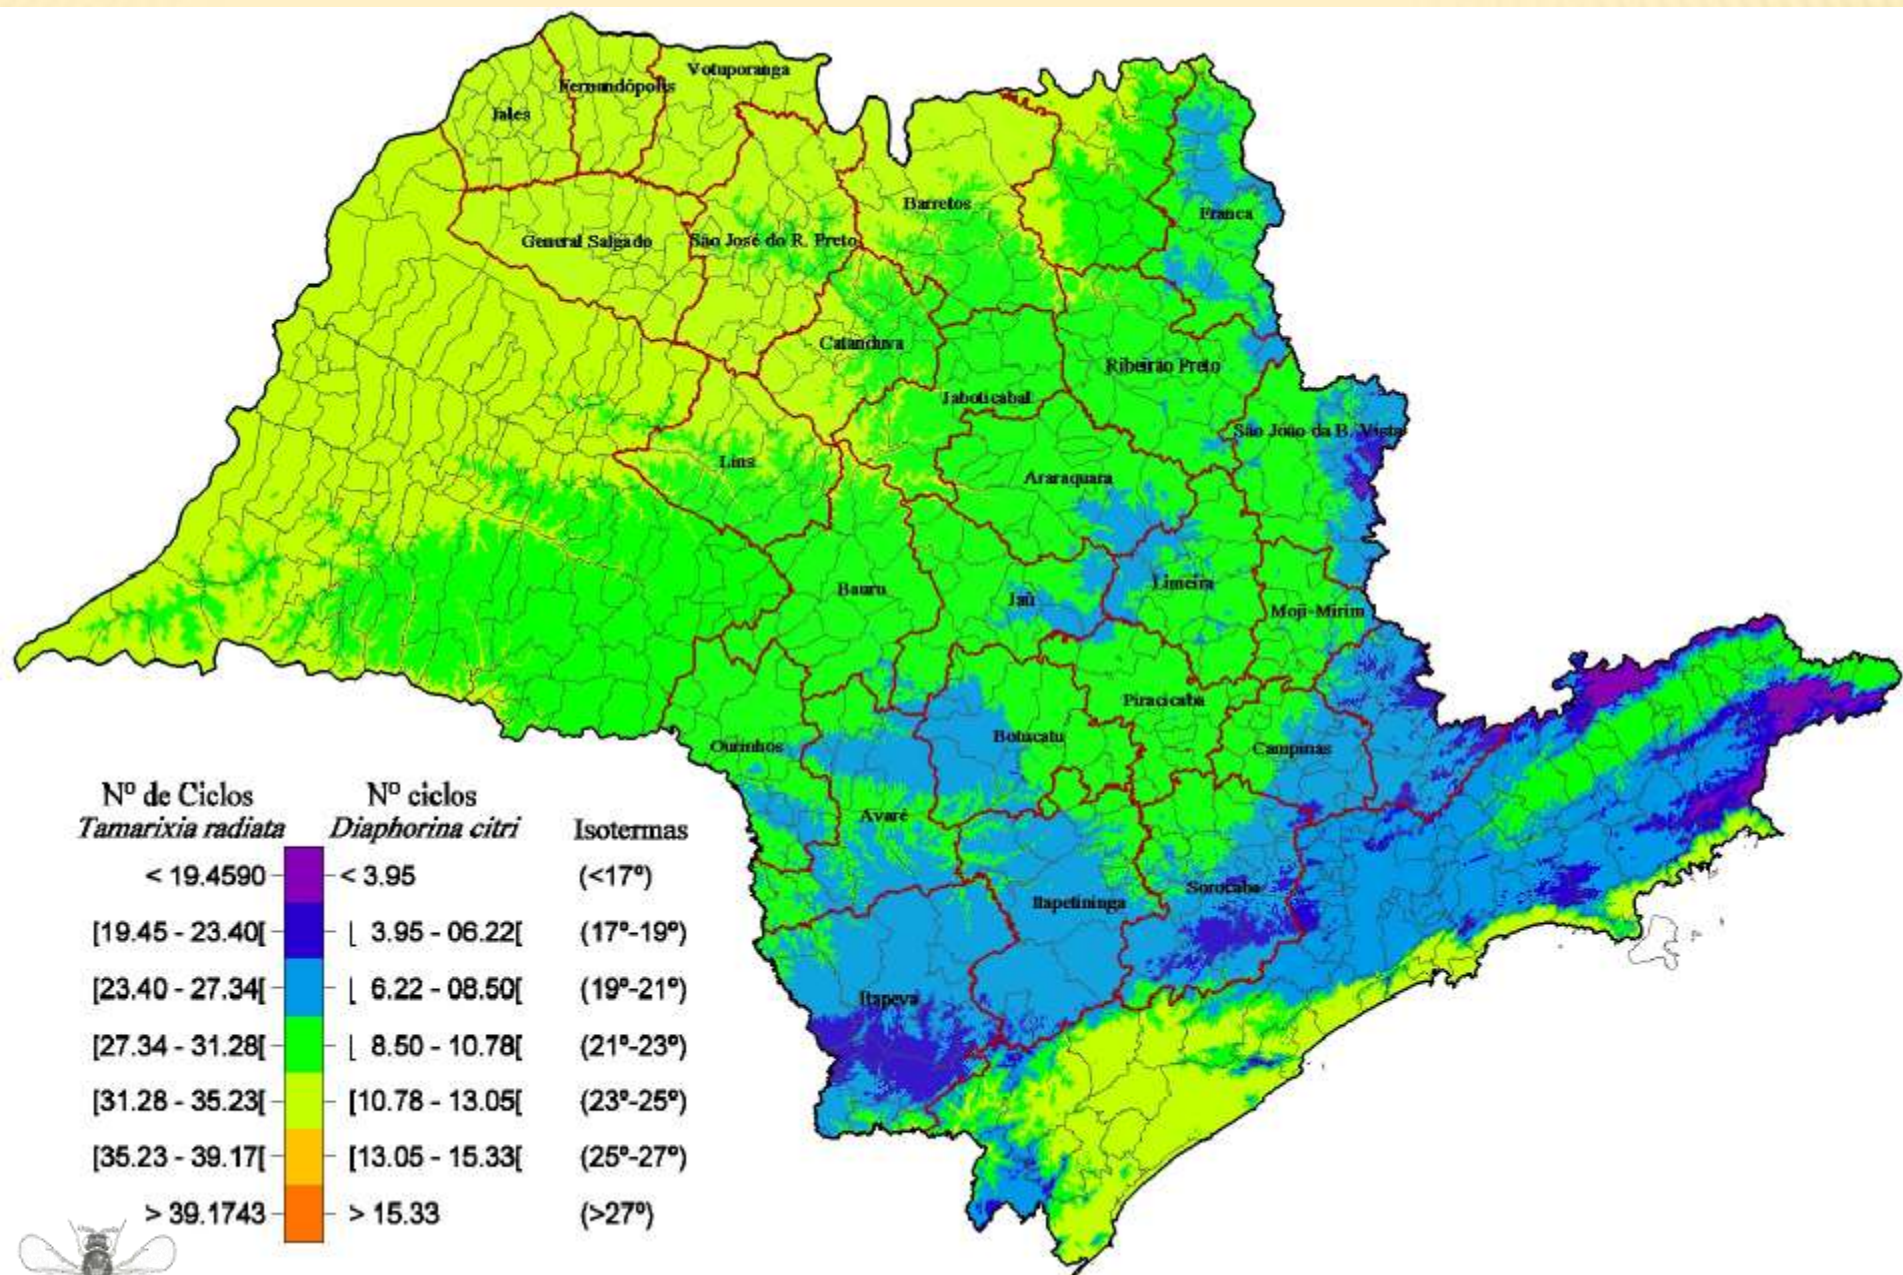 Votuporanga
Fernandópolis
Jales
Barretos
Franca
General Salgado
São José do R. Preto
Catanduva
Ribeirão Preto
Jaboticabal
São João da B. Vista
Lins
Araraquara
Bauru
Jaú
Limeira
Moji-Mirim
Piracicaba
Ourinhos
Botucatu
Campinas
Avaré
Sorocaba
Itapetininga
Itapeva
Nº de Ciclos Nº ciclos
Tamarixia radiata Diaphorina citri Isotermas
< 19.4590 < 3.95 (<17º)
[19.45 - 23.40[ [ 3.95 - 06.22[ (17º-19º)
[23.40 - 27.34[ [ 6.22 - 08.50[ (19º-21º)
[27.34 - 31.28[ [ 8.50 - 10.78[ (21º-23º)
[31.28 - 35.23[ [10.78 - 13.05[ (23º-25º)
[35.23 - 39.17[ [13.05 - 15.33[ (25º-27º)
> 39.1743 > 15.33 (>27º)